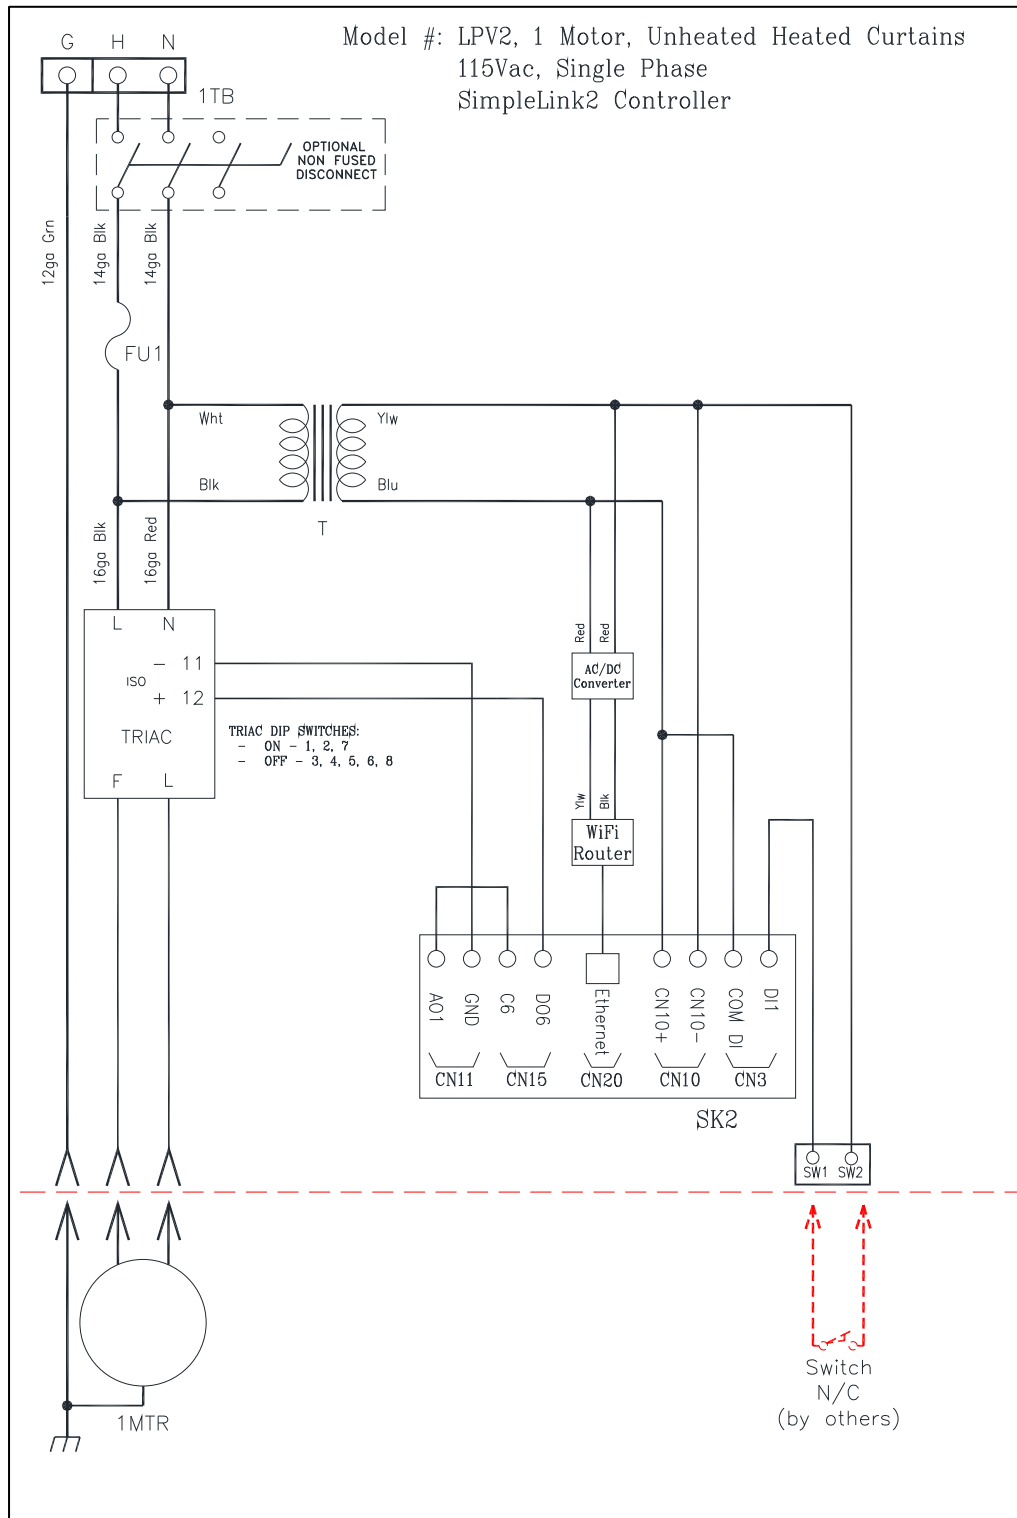 Model #: LPV2, 1 Motor, Unheated Heated Curtains
115Vac, Single Phase
SimpleLink2 Controller
G H N
1TB
OPTIONAL
NON FUSED
DISCONNECT
12ga Grn
14ga Blk
14ga Blk
FU1
Wht
Ylw
Blk
Blu
T
16ga Blk
16ga Red
L N
- 11
ISO
+ 12
TRIAC
F L
TRIAC DIP SWITCHES:
- ON - 1, 2, 7
- OFF - 3, 4, 5, 6, 8
Red
Red
AC/DC
Converter
Ylw
Blk
WiFi
Router
AO1
GND
C6
DO6
Ethernet
CN10+
CN10-
COM DI
DI1
CN11
CN15
CN20
CN10
CN3
SK2
SW1 SW2
Switch
N/C
(by others)
1MTR